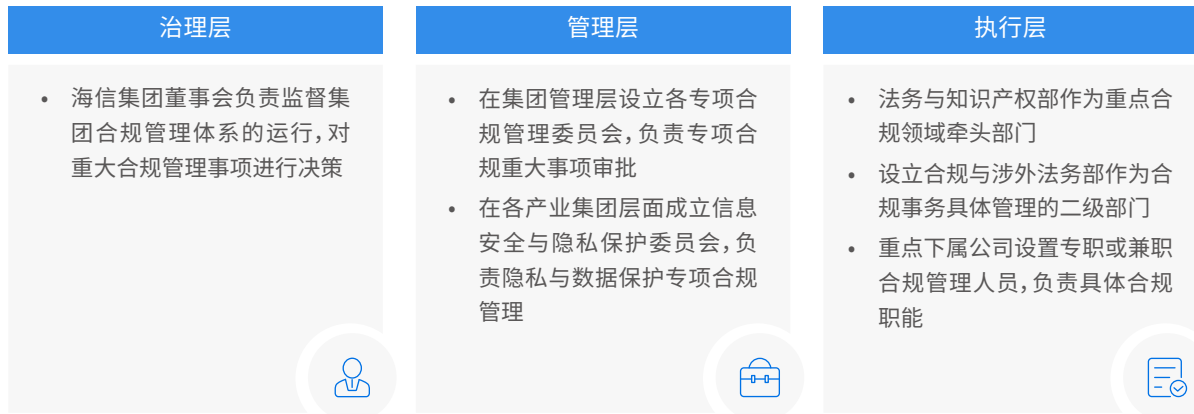 治理层
• 海信集团董事会负责监督集
团合规管理体系的运行，对
重大合规管理事项进行决策
管理层
• 在集团管理层设立各专项合
规管理委员会，负责专项合
规重大事项审批
• 在各产业集团层面成立信息
安全与隐私保护委员会，负
责隐私与数据保护专项合规
管理
执行层
• 法务与知识产权部作为重点合
规领域牵头部门
• 设立合规与涉外法务部作为合
规事务具体管理的二级部门
• 重点下属公司设置专职或兼职
合规管理人员，负责具体合规
职能